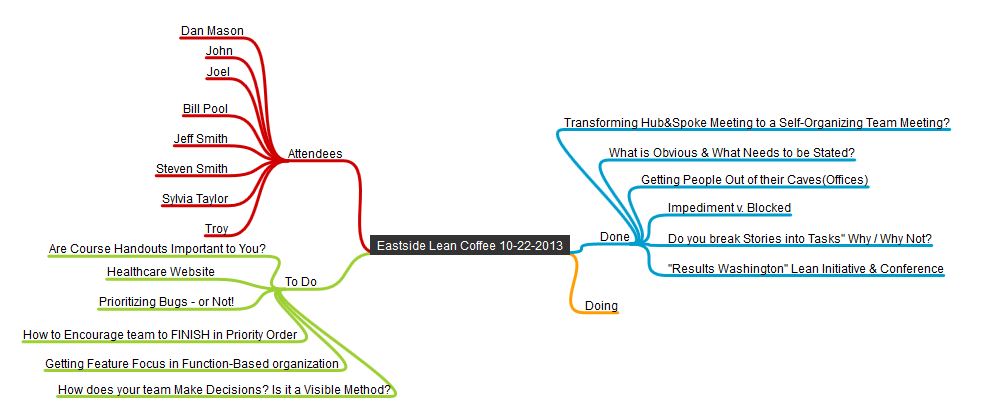 Eastside Lean Coffee 10-22-2013
Attendees
Dan Mason
John
Joel
Bill Pool
Jeff Smith
Steven Smith
Sylvia Taylor
Troy
To Do
Are Course Handouts Important to You?
Healthcare Website
Prioritizing Bugs - or Not!
How to Encourage team to FINISH in Priority Order
Getting Feature Focus in Function-Based organization
How does your team Make Decisions? Is it a Visible Method?
Done
Transforming Hub&Spoke Meeting to a Self-Organizing Team Meeting?
What is Obvious & What Needs to be Stated?
Getting People Out of their Caves(Offices)
Impediment v. Blocked
Do you break Stories into Tasks" Why / Why Not?
"Results Washington" Lean Initiative & Conference
Doing